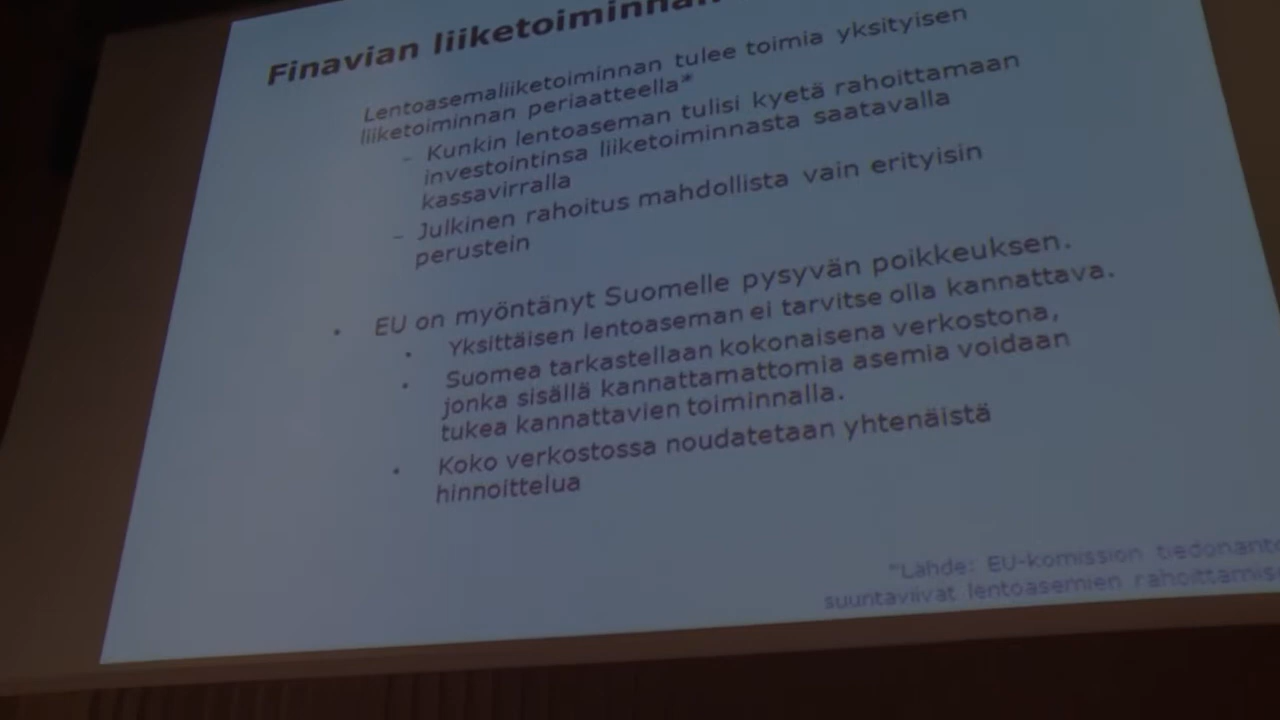 Finavian liiketoiminnan
Lentoasemaliiketoiminnan tulee toimia yksityisen
liiketoiminnan periaatteella*
– Kunkin lentoaseman tulisi kyetä rahoittamaan
investointinsa liiketoiminnasta saatavalla
kassavirralla
– Julkinen rahoitus mahdollista vain erityisin
perustein
• EU on myöntänyt Suomelle pysyvän poikkeuksen.
• Yksittäisen lentoaseman ei tarvitse olla kannattava.
• Suomea tarkastellaan kokonaisena verkostona,
jonka sisällä kannattamattomia asemia voidaan
tukea kannattavien toiminnalla.
• Koko verkostossa noudatetaan yhtenäistä
hinnoittelua
*Lähde: EU-komission tiedonanto
suuntaviivat lentoasemien rahoittamis